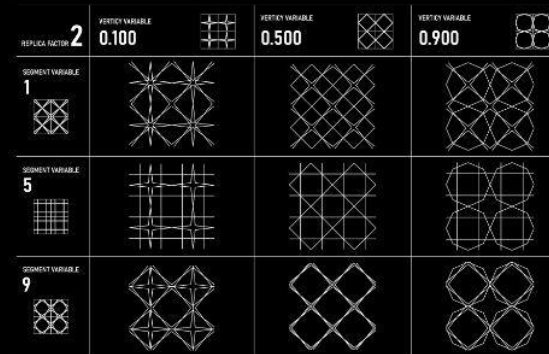 REPLICA FACTOR 2
VERTICY VARIABLE
0.100
VERTICY VARIABLE
0.500
VERTICY VARIABLE
0.900
SEGMENT VARIABLE
1
SEGMENT VARIABLE
5
SEGMENT VARIABLE
9